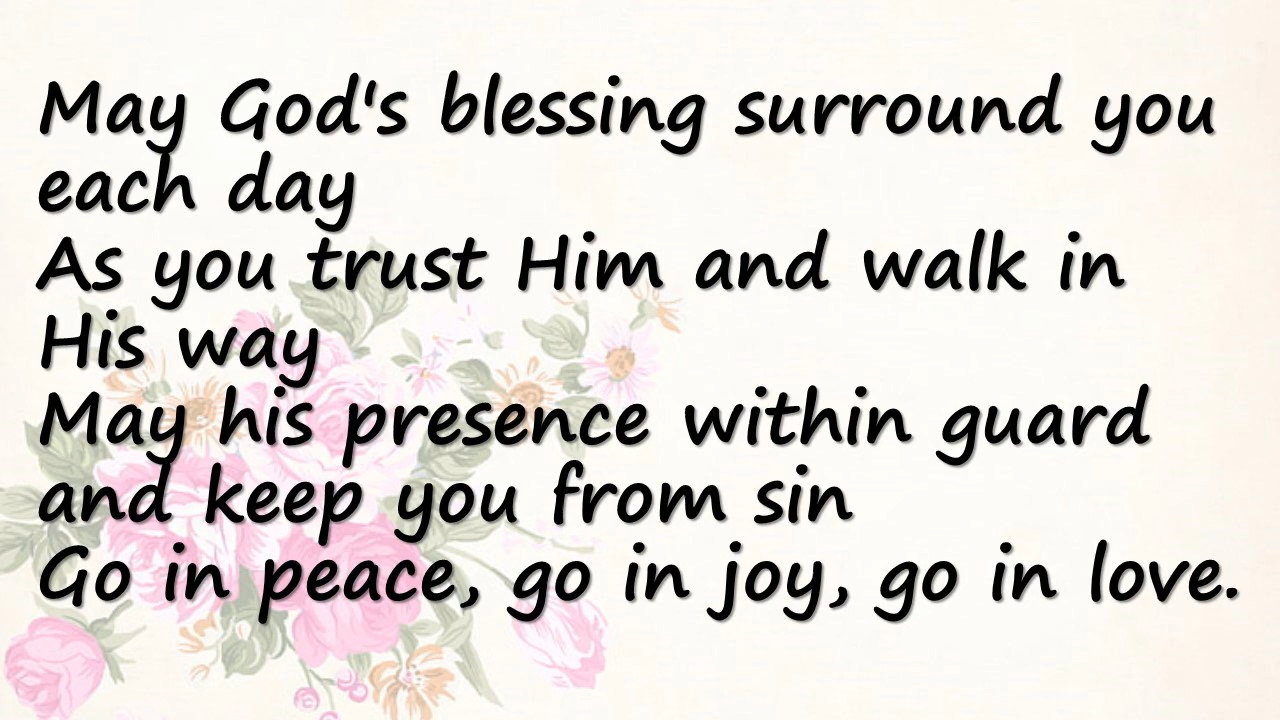 May God's blessing surround you
each day
As you trust Him and walk in
His way
May his presence within guard
and keep you from sin
Go in peace, go in joy, go in love.